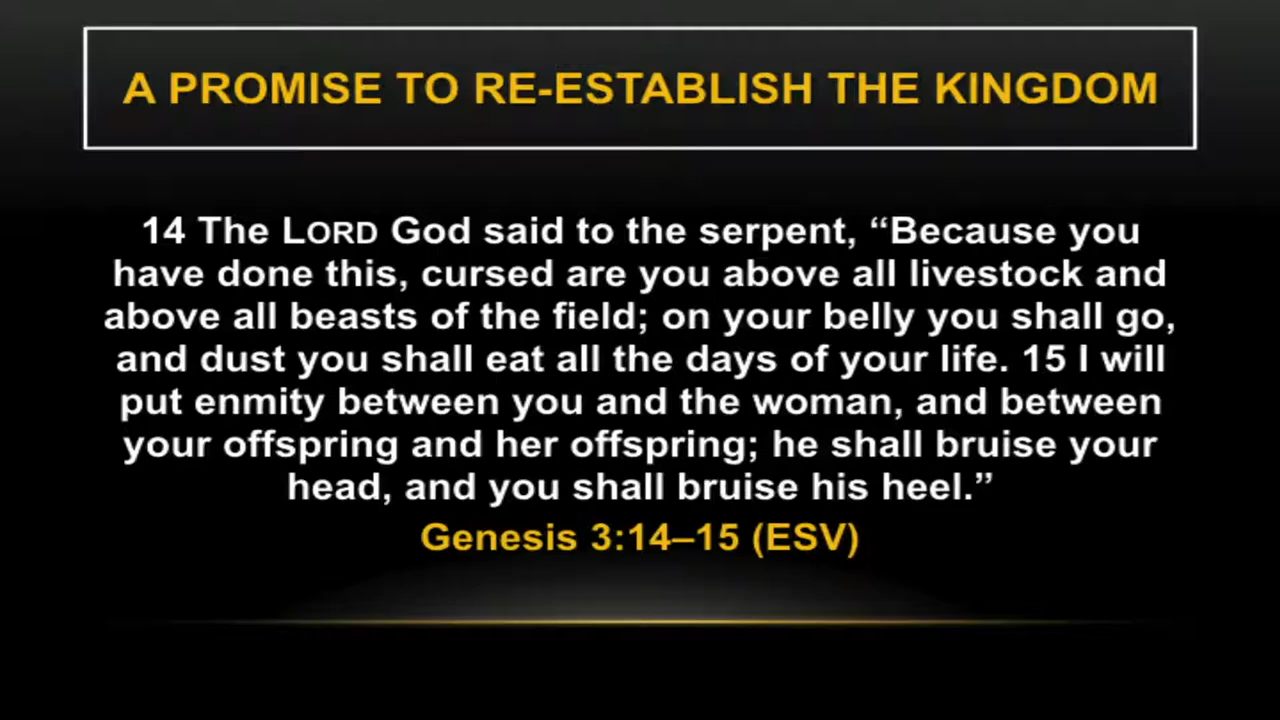 A PROMISE TO RE-ESTABLISH THE KINGDOM
14 The LORD God said to the serpent, “Because you
have done this, cursed are you above all livestock and
above all beasts of the field; on your belly you shall go,
and dust you shall eat all the days of your life. 15 I will
put enmity between you and the woman, and between
your offspring and her offspring; he shall bruise your
head, and you shall bruise his heel.”
Genesis 3:14–15 (ESV)